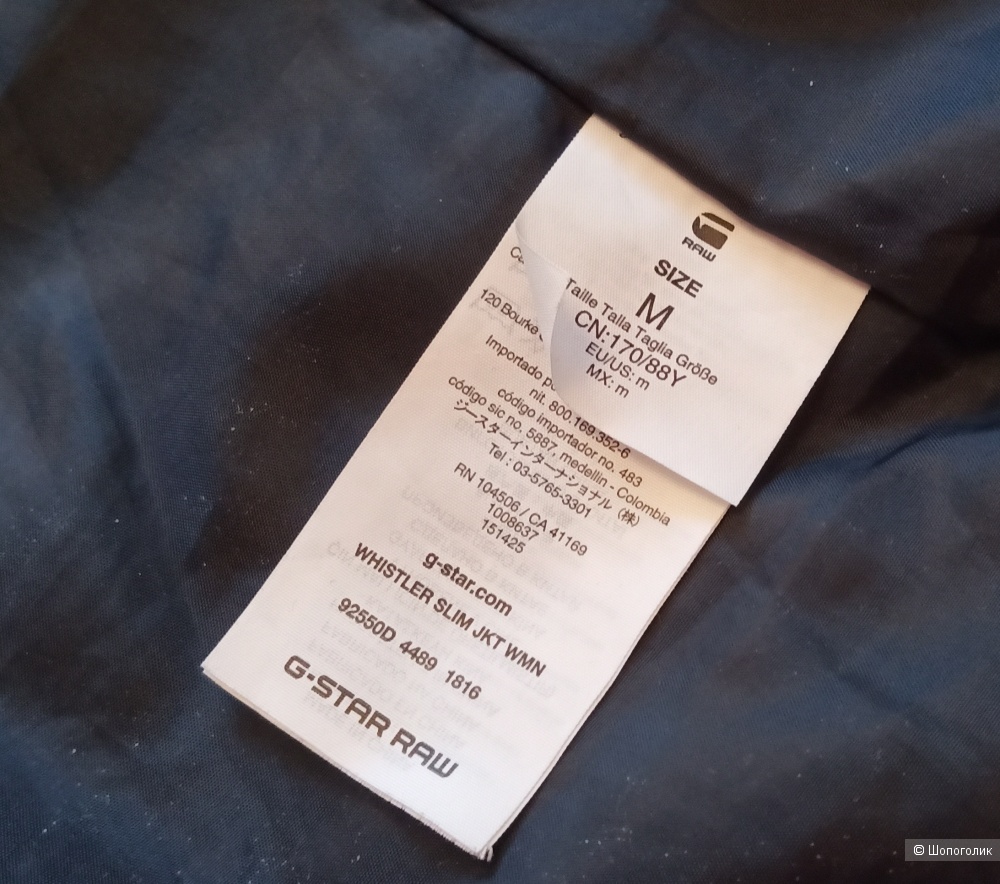 RAW
SIZE
M
Taille Talla Taglia Größe
CN:170/88Y
EU/US: m
MX: m
120 Bourke
Importado
nit. 800.169.352-6
código importador no. 483
código sic no. 5887, medellin - Colombia
ジースターインターナショナル（株）
Tel : 03-5765-3301
RN 104506 / CA 41169
1008637
151425
g-star.com
WHISTLER SLIM JKT WMN
92550D 4489 1816
G-STAR RAW
© Шопоголик